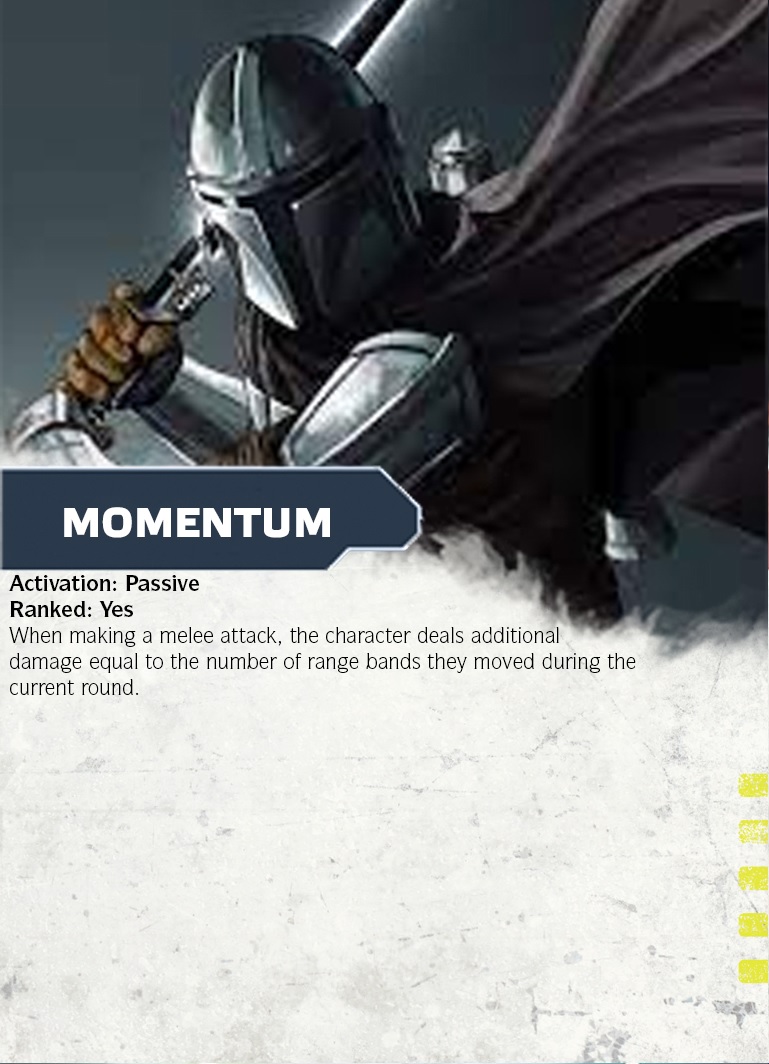 MOMENTUM
Activation: Passive
Ranked: Yes
When making a melee attack, the character deals additional
damage equal to the number of range bands they moved during the
current round.